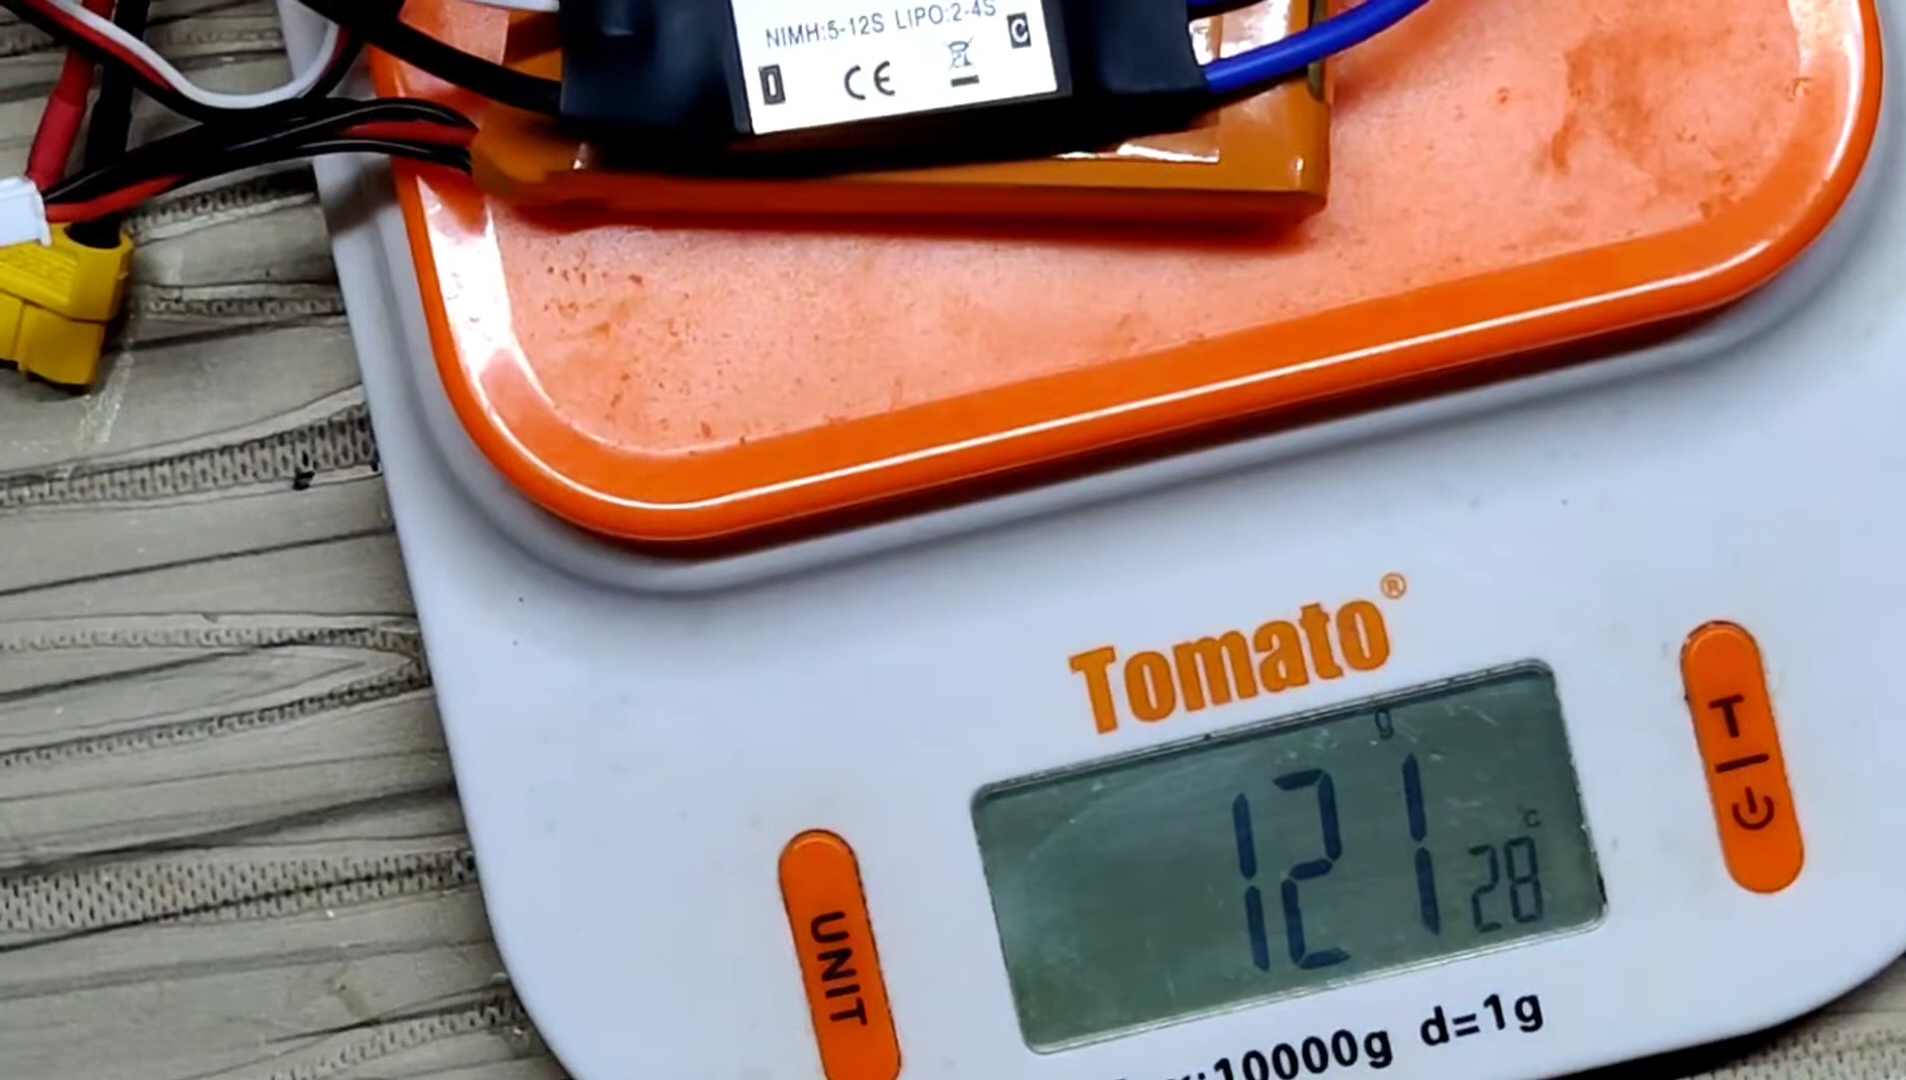 NIMH:5-12S LIPO:2-4S
CE
Tomato®
g
121
28 °C
T
UNIT
:10000g d=1g